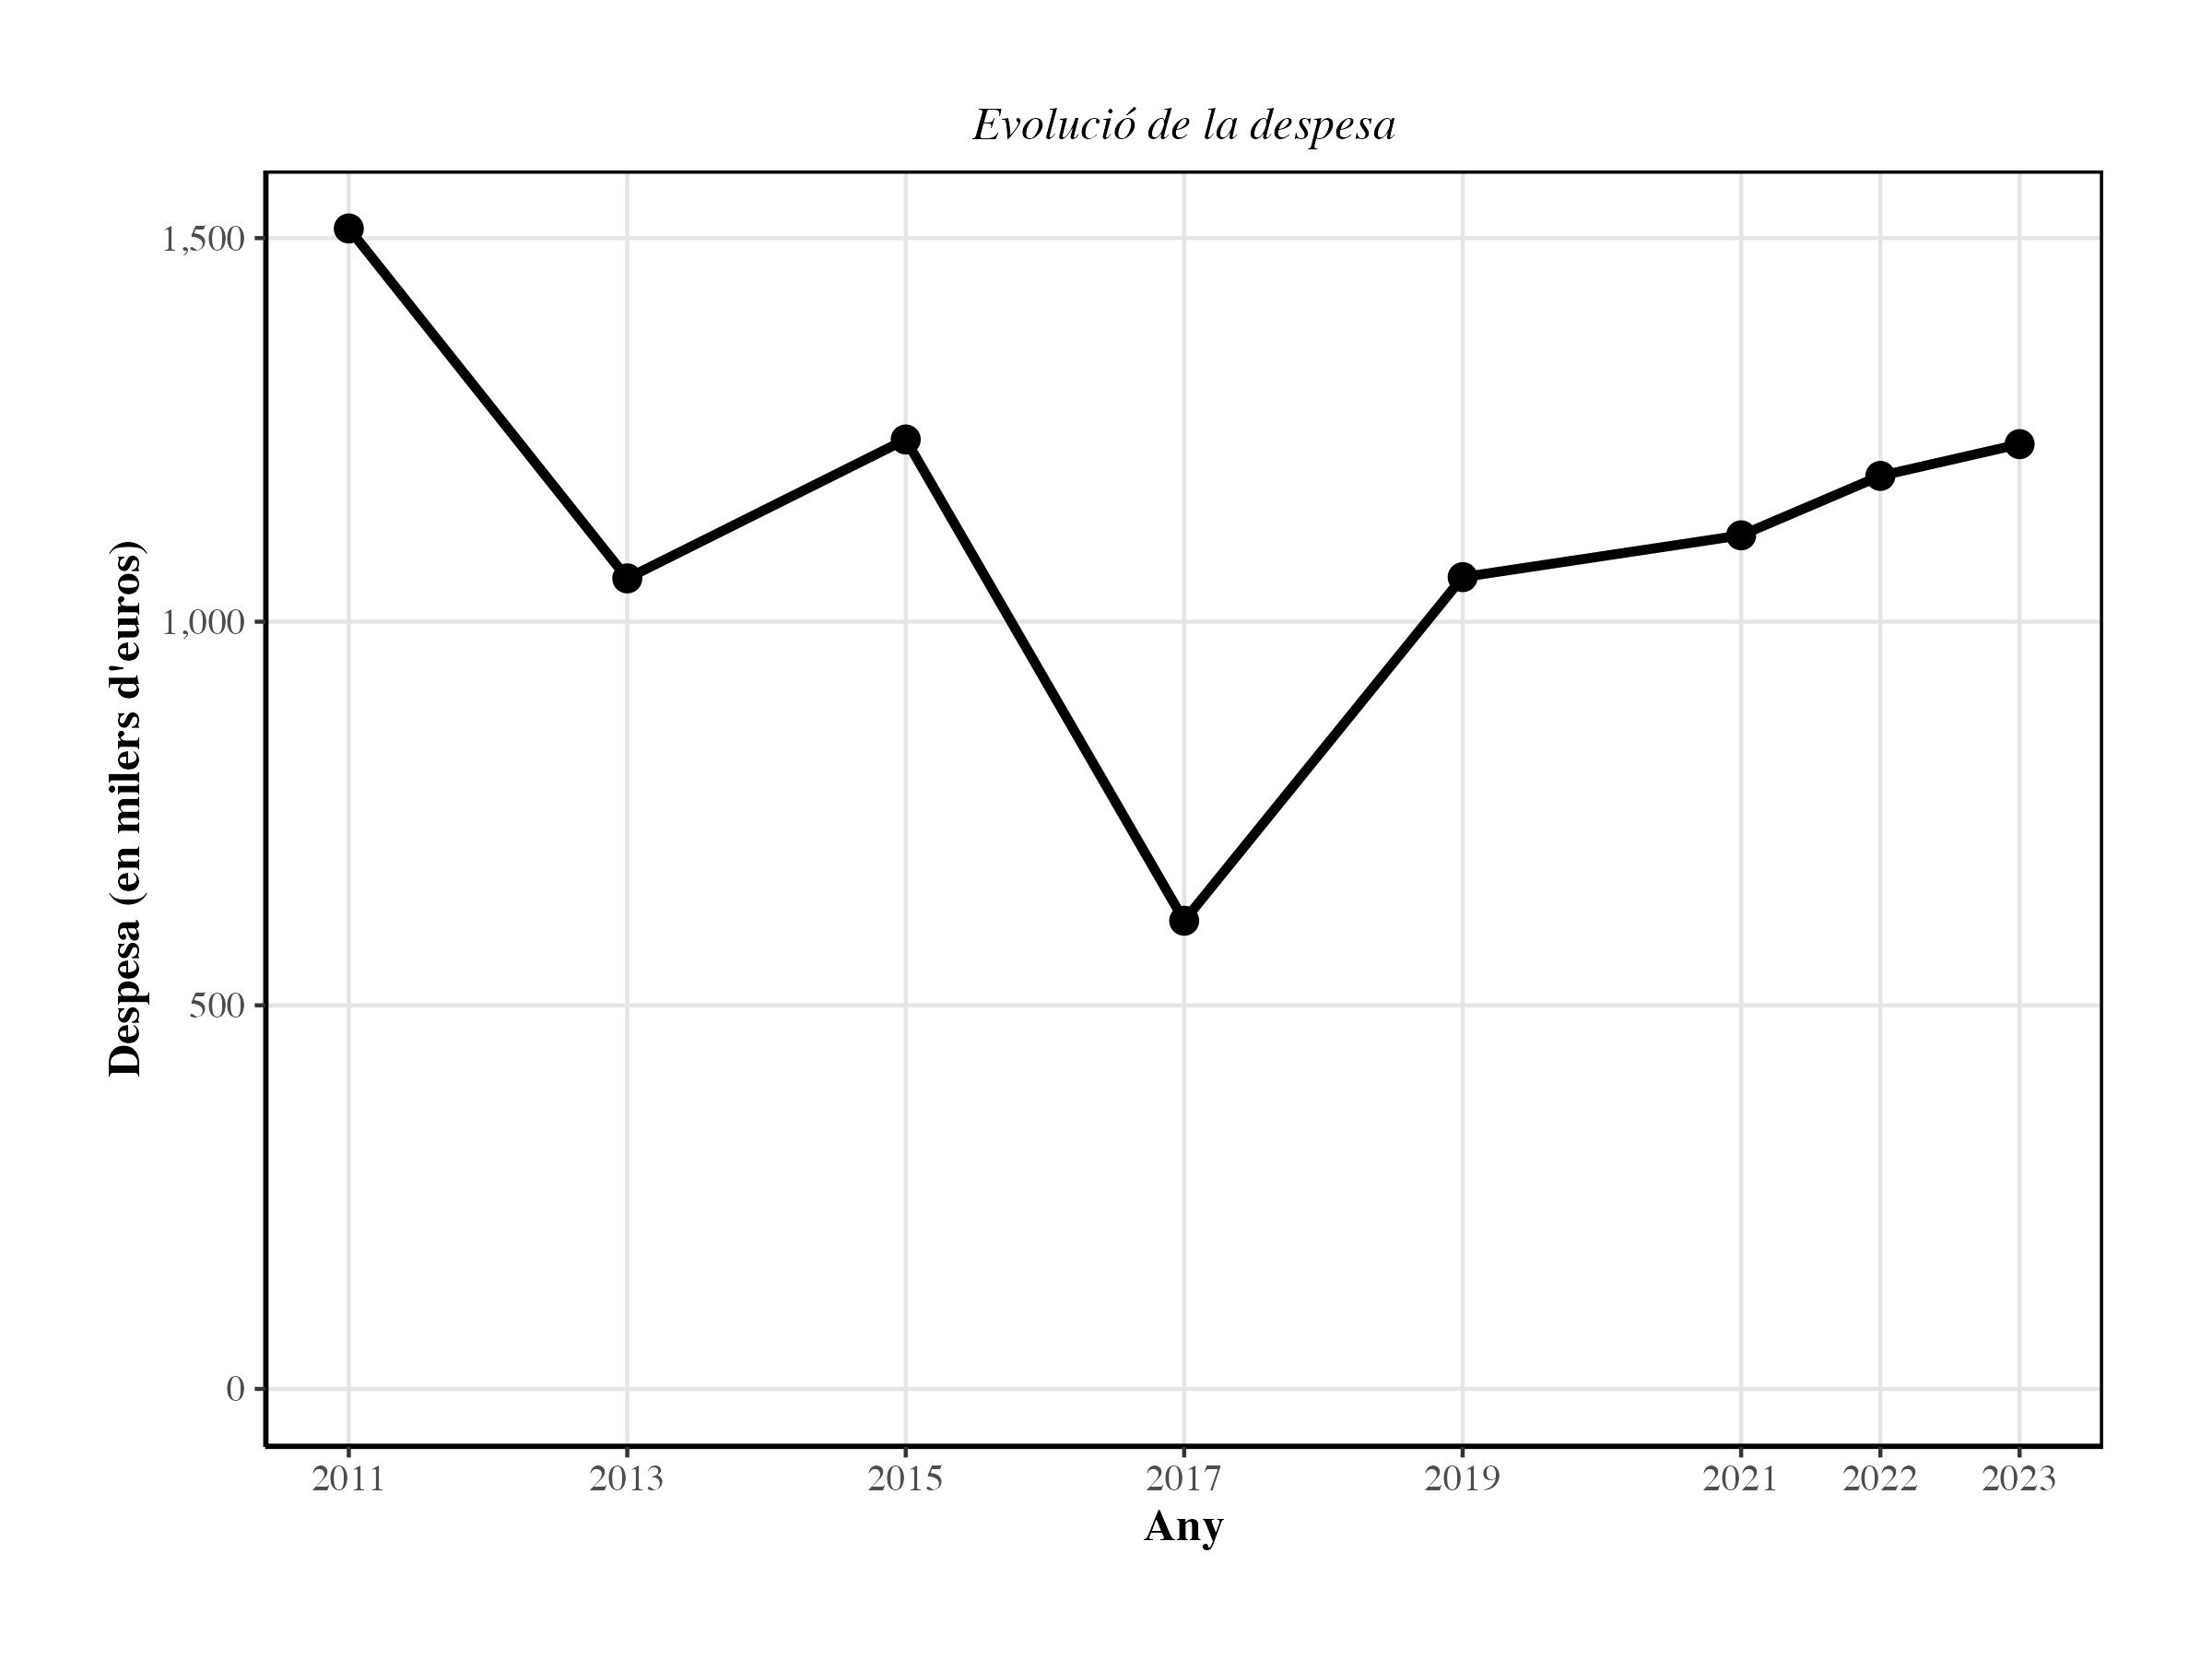 Evolució de la despesa
Despesa (en milers d'euros)
1,500
1,000
500
0
2011 2013 2015 2017 2019 2021 2022 2023
Any